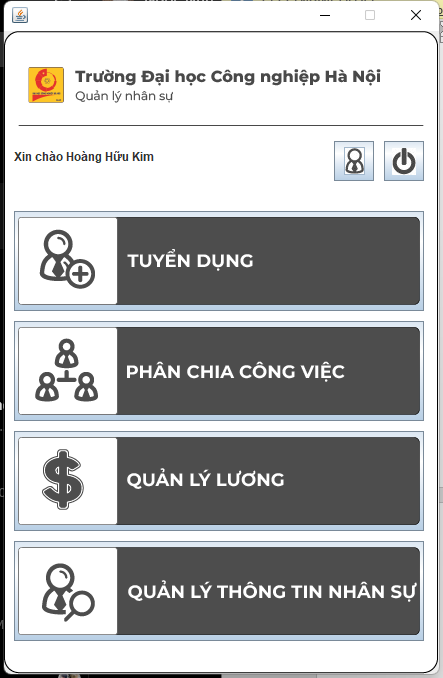 Trường Đại học Công nghiệp Hà Nội
Quản lý nhân sự
Xin chào Hoàng Hữu Kim
TUYỂN DỤNG
PHÂN CHIA CÔNG VIỆC
QUẢN LÝ LƯƠNG
QUẢN LÝ THÔNG TIN NHÂN SỰ